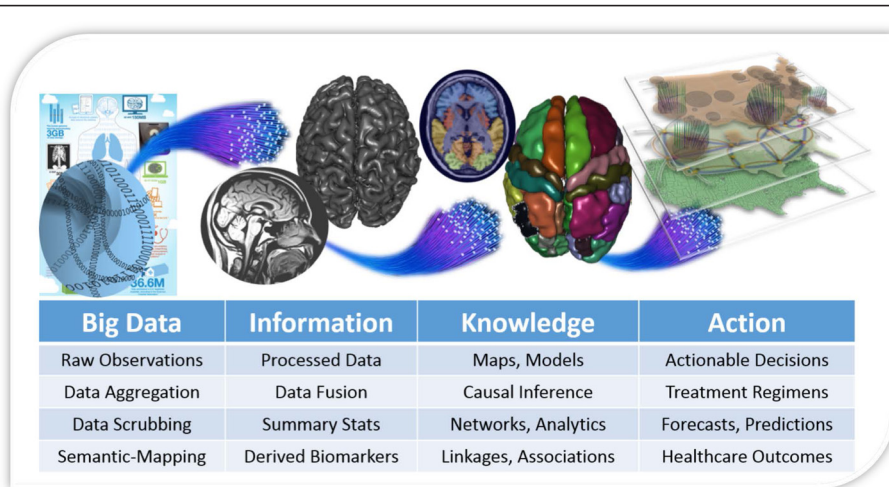 3GB
36.6M
Big Data Information Knowledge Action
Raw Observations Processed Data Maps, Models Actionable Decisions
Data Aggregation Data Fusion Causal Inference Treatment Regimens
Data Scrubbing Summary Stats Networks, Analytics Forecasts, Predictions
Semantic-Mapping Derived Biomarkers Linkages, Associations Healthcare Outcomes